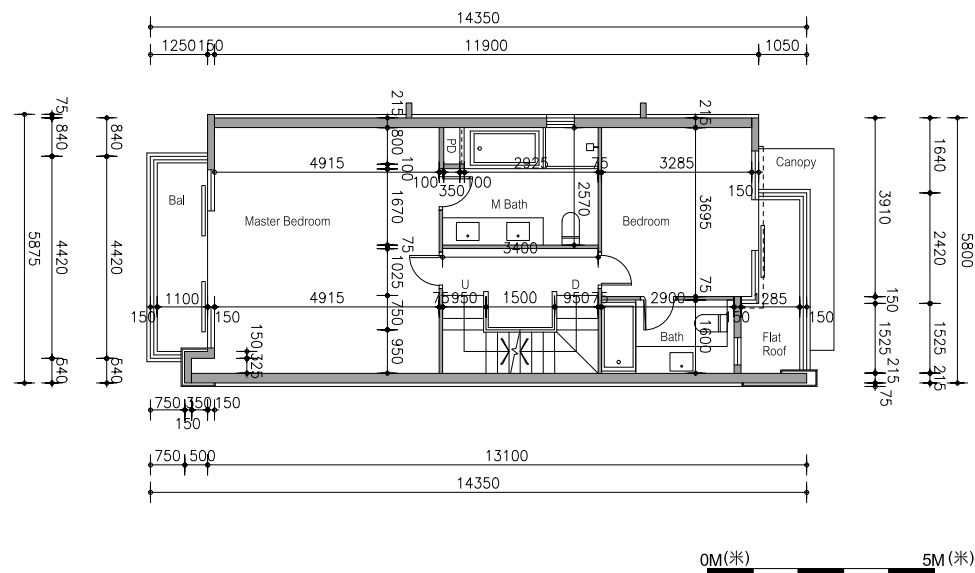 14350
1250 150 11900 1050
75
840
4420
640
5875
840
4420
640
215
800
100
1670
75
1025
750
950
215
3695
75
1600
4915 2925 75 3285
100 350 700 150
PD
2570
Canopy
Bal
Master Bedroom
M Bath
Bedroom
3400
U D
1100 4915 75 950 1500 950 75 2900 1285
150 150 150 150
Bath
Flat
Roof
150
325
3910
150
1525
215
75
1640
2420
1525
215
5800
750 350 150
150
750 500 13100
14350
0M(米) 5M(米)